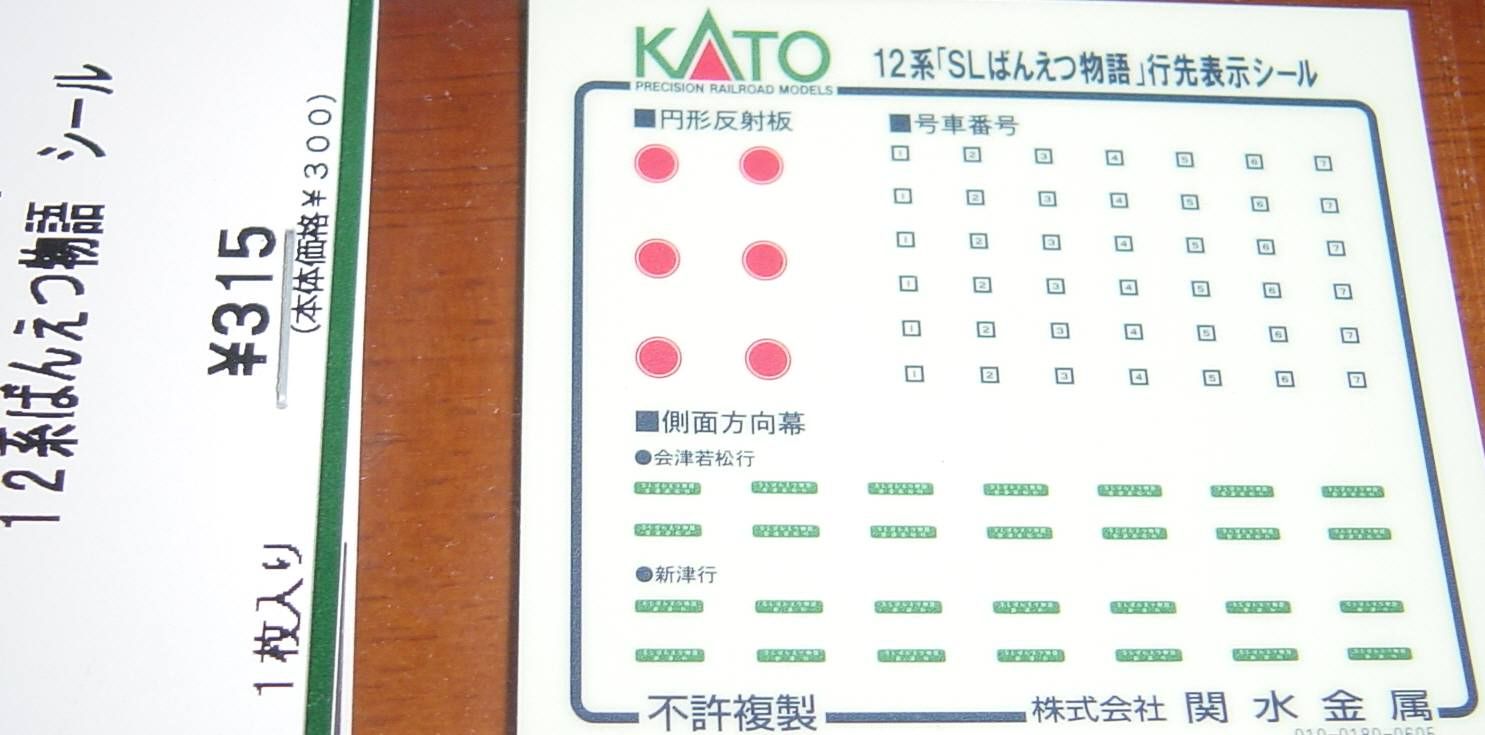 12系ばんえつ物語 シール
¥315
(本体価格¥300)
1枚入り
KATO
PRECISION RAILROAD MODELS
12系「SLばんえつ物語」行先表示シール
■円形反射板
■号車番号
1 2 3 4 5 6 7
1 2 3 4 5 6 7
1 2 3 4 5 6 7
1 2 3 4 5 6 7
1 2 3 4 5 6 7
1 2 3 4 5 6 7
■側面方向幕
●会津若松行
●新津行
不許複製
株式会社 関水金属